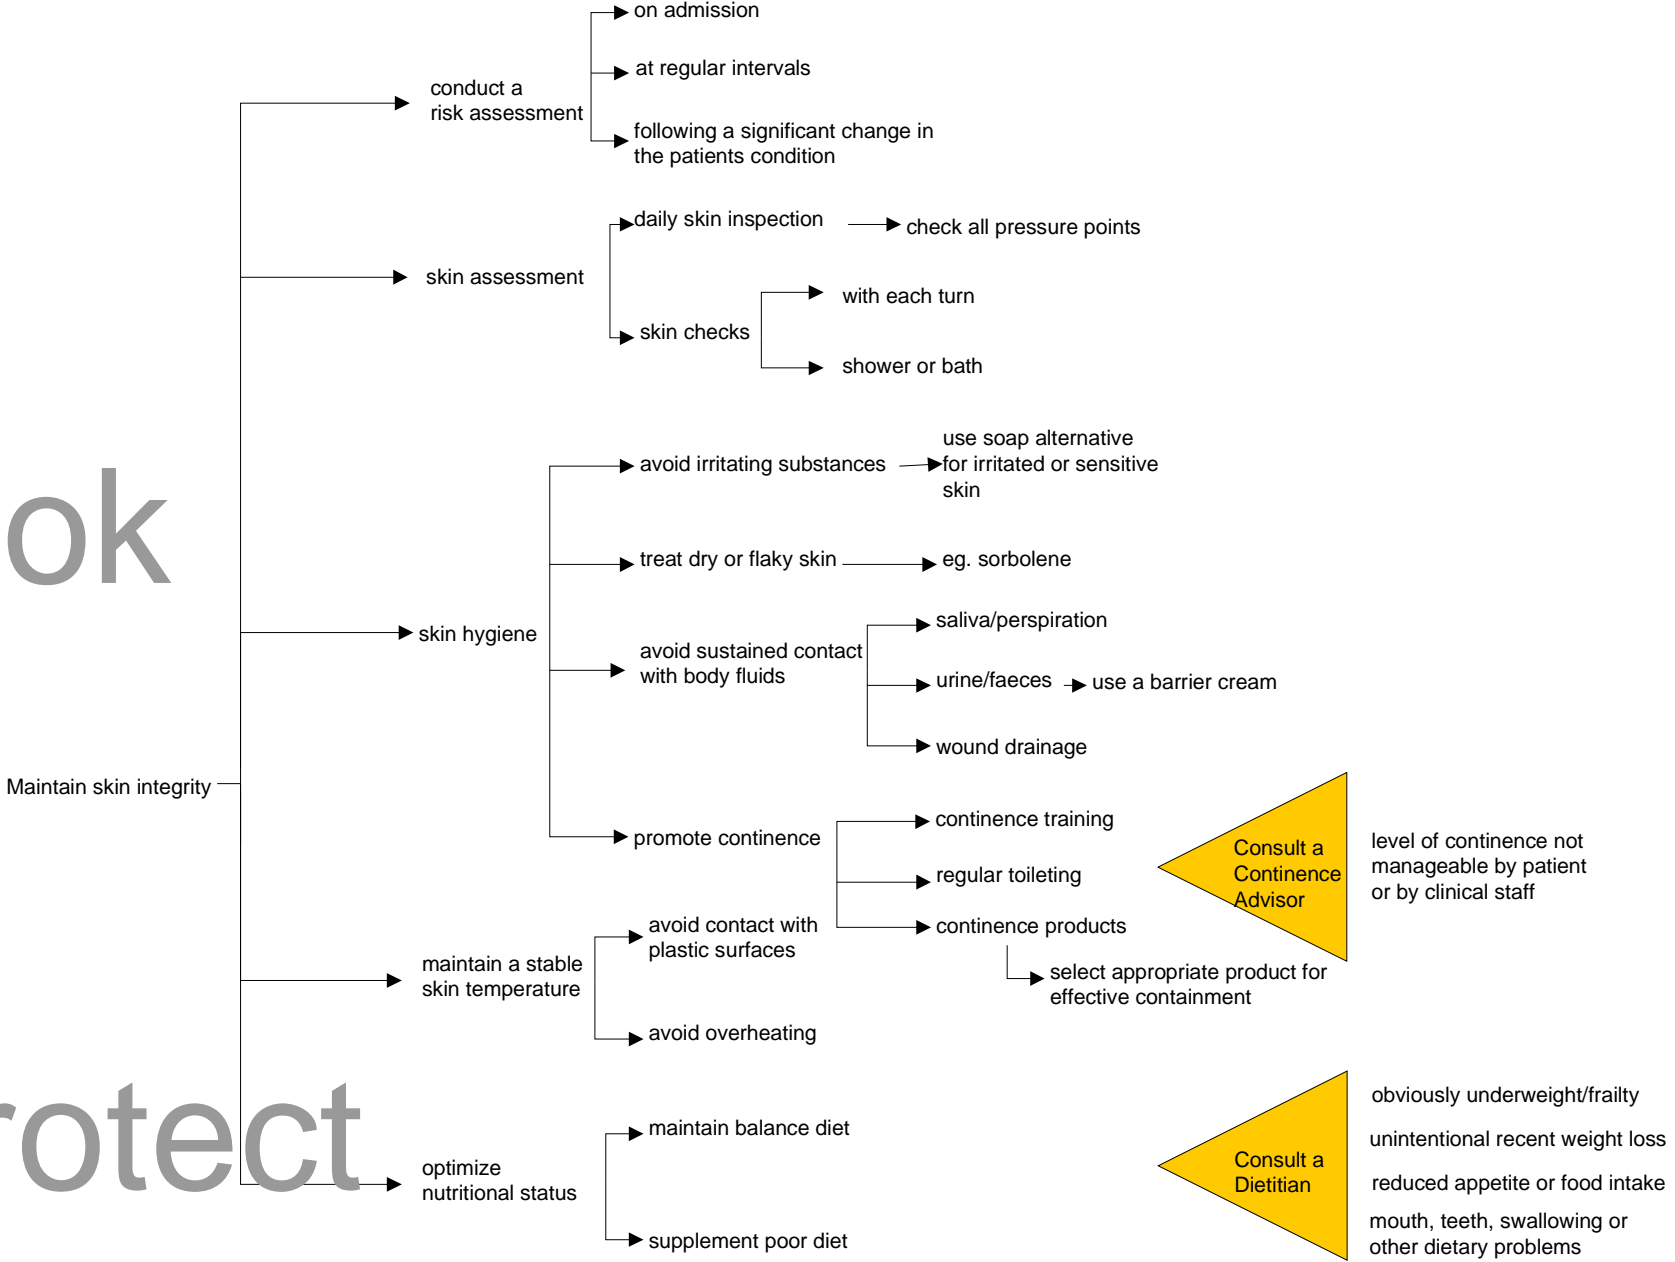 on admission
at regular intervals
conduct a
risk assessment
following a significant change in
the patients condition
daily skin inspection
check all pressure points
skin assessment
with each turn
skin checks
shower or bath
use soap alternative
for irritated or sensitive
skin
avoid irritating substances
ok
treat dry or flaky skin
eg. sorbolene
saliva/perspiration
skin hygiene
avoid sustained contact
with body fluids
urine/faeces
use a barrier cream
wound drainage
Maintain skin integrity
promote continence
continence training
regular toileting
continence products
select appropriate product for
effective containment
Consult a
Continence
Advisor
level of continence not
manageable by patient
or by clinical staff
avoid contact with
plastic surfaces
maintain a stable
skin temperature
avoid overheating
rotect
maintain balance diet
optimize
nutritional status
supplement poor diet
Consult a
Dietitian
obviously underweight/frailty
unintentional recent weight loss
reduced appetite or food intake
mouth, teeth, swallowing or
other dietary problems